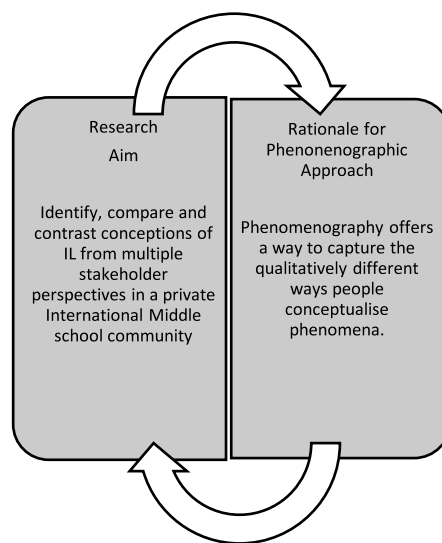 Research
Aim
Identify, compare and
contrast conceptions of
IL from multiple
stakeholder
perspectives in a private
International Middle
school community
Rationale for
Phenonenographic
Approach
Phenomenography offers
a way to capture the
qualitatively different
ways people
conceptualise
phenomena.